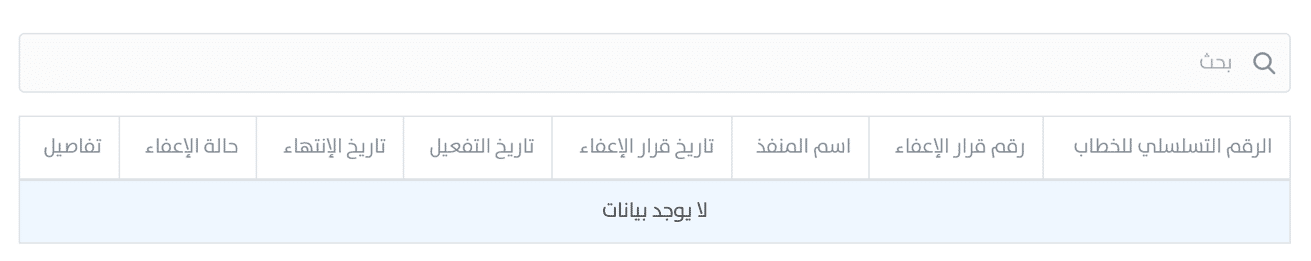 بحث
الرقم التسلسلي للخطاب رقم قرار الإعفاء اسم المنفذ تاريخ قرار الإعفاء تاريخ التفعيل تاريخ الإنتهاء حالة الإعفاء تفاصيل
لا يوجد بيانات